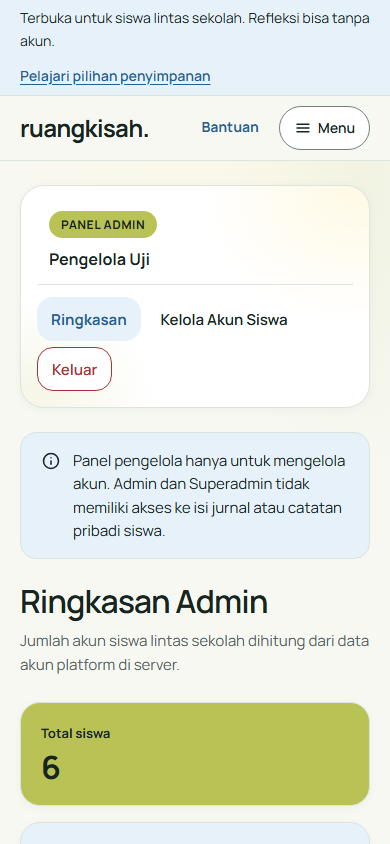 Terbuka untuk siswa lintas sekolah. Refleksi bisa tanpa
akun.
Pelajari pilihan penyimpanan
ruangkisah.
Bantuan
Menu
PANEL ADMIN
Pengelola Uji
Ringkasan
Kelola Akun Siswa
Keluar
Panel pengelola hanya untuk mengelola
akun. Admin dan Superadmin tidak
memiliki akses ke isi jurnal atau catatan
pribadi siswa.
Ringkasan Admin
Jumlah akun siswa lintas sekolah dihitung dari data
akun platform di server.
Total siswa
6